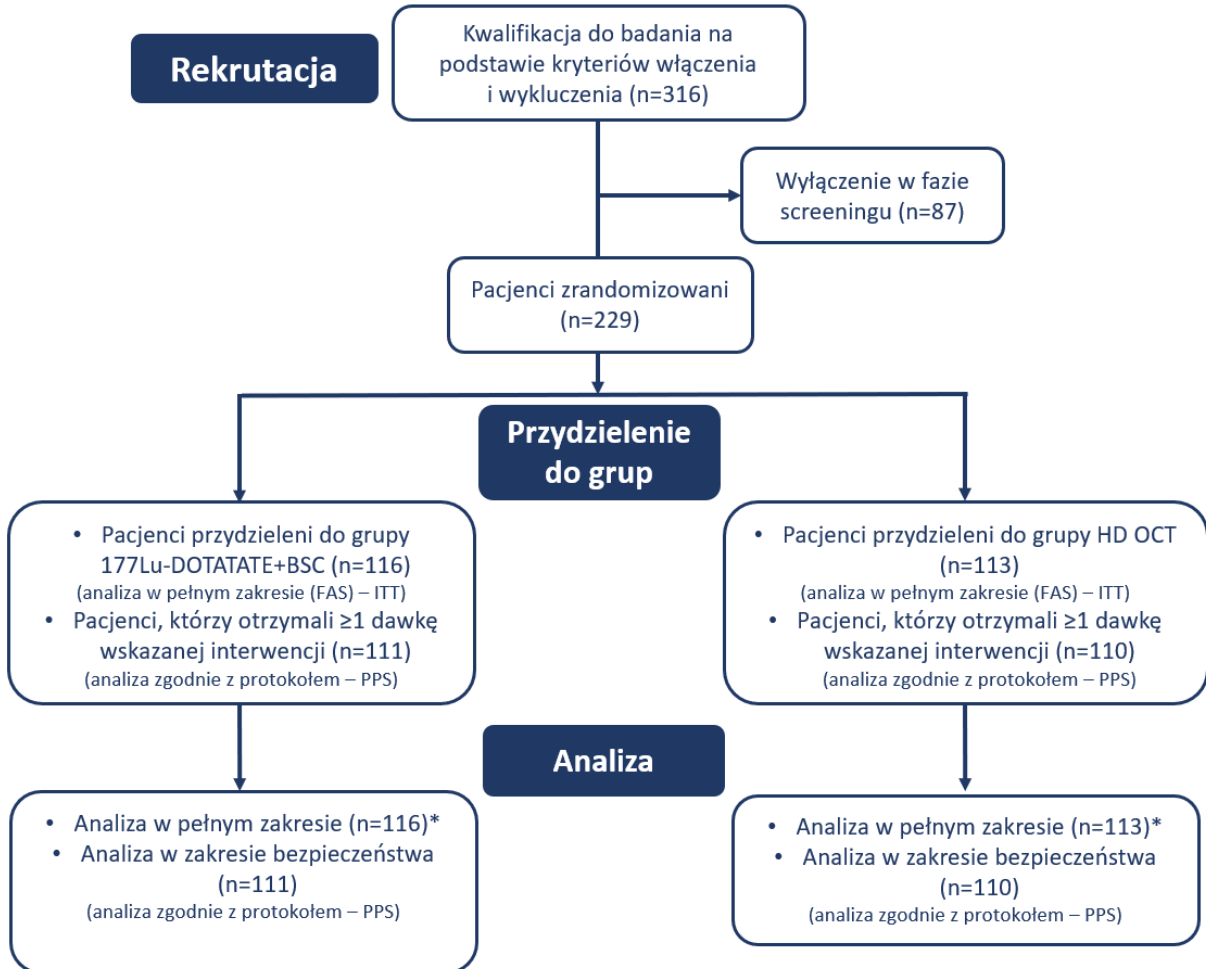 Rekrutacja
Kwalifikacja do badania na
podstawie kryteriów włączenia
i wykluczenia (n=316)
Wyłączenie w fazie
screeningu (n=87)
Pacjenci zrandomizowani
(n=229)
Przydzielenie
do grup
• Pacjenci przydzieleni do grupy
177Lu-DOTATATE+BSC (n=116)
(analiza w pełnym zakresie (FAS) – ITT)
• Pacjenci, którzy otrzymali ≥1 dawkę
wskazanej interwencji (n=111)
(analiza zgodnie z protokołem – PPS)
• Pacjenci przydzieleni do grupy HD OCT
(n=113)
(analiza w pełnym zakresie (FAS) – ITT)
• Pacjenci, którzy otrzymali ≥1 dawkę
wskazanej interwencji (n=110)
(analiza zgodnie z protokołem – PPS)
Analiza
• Analiza w pełnym zakresie (n=116)*
• Analiza w zakresie bezpieczeństwa
(n=111)
(analiza zgodnie z protokołem – PPS)
• Analiza w pełnym zakresie (n=113)*
• Analiza w zakresie bezpieczeństwa
(n=110)
(analiza zgodnie z protokołem – PPS)